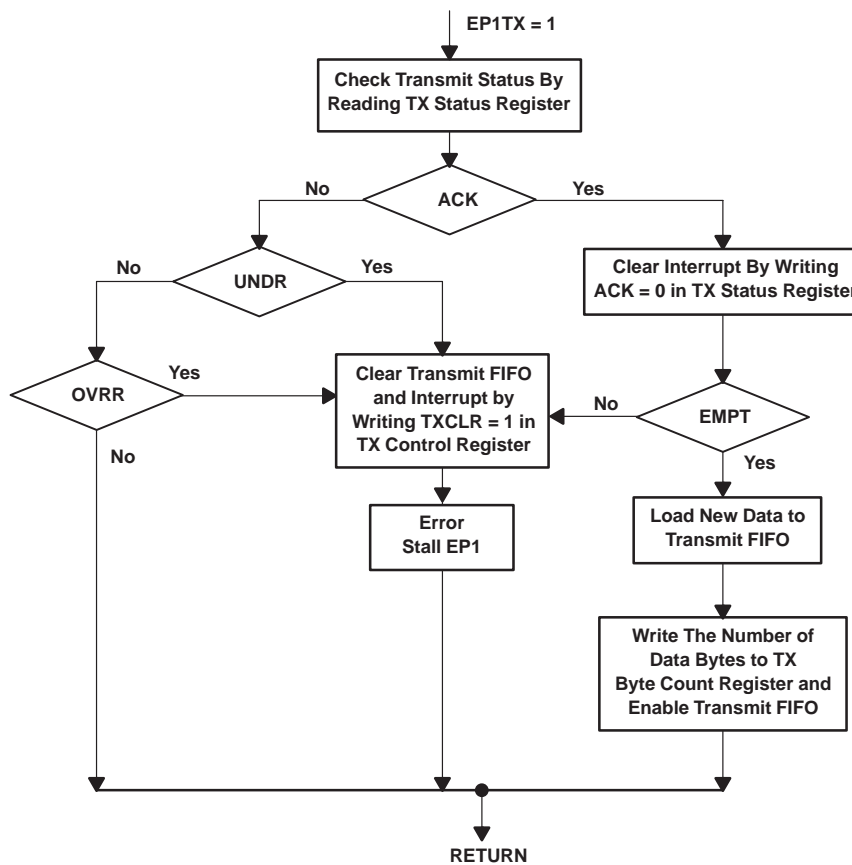 EP1TX = 1
Check Transmit Status By
Reading TX Status Register
No
ACK
Yes
No
UNDR
Yes
Clear Interrupt By Writing
ACK = 0 in TX Status Register
OVRR
Yes
Clear Transmit FIFO
and Interrupt by
Writing TXCLR = 1 in
TX Control Register
No
EMPT
No
Yes
Error
Stall EP1
Load New Data to
Transmit FIFO
Write The Number of
Data Bytes to TX
Byte Count Register and
Enable Transmit FIFO
RETURN